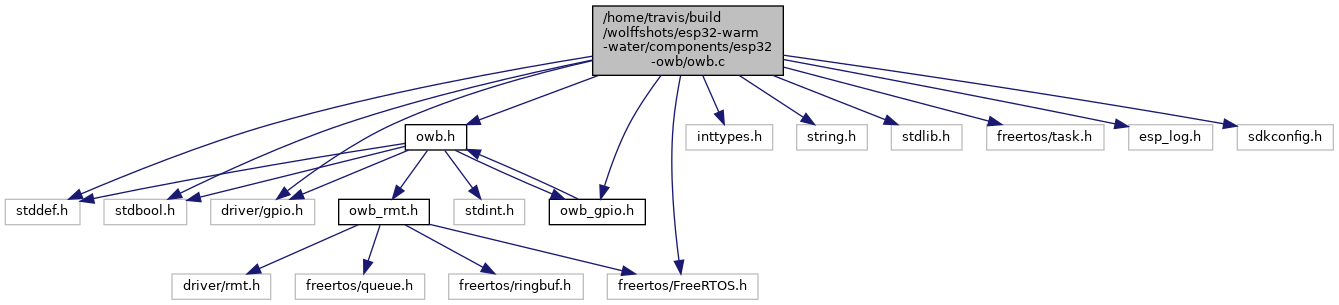 /home/travis/build
/wolffshots/esp32-warm
-water/components/esp32
-owb/owb.c
owb.h
inttypes.h
string.h
stdlib.h
freertos/task.h
esp_log.h
sdkconfig.h
stddef.h
stdbool.h
driver/gpio.h
owb_rmt.h
stdint.h
owb_gpio.h
driver/rmt.h
freertos/queue.h
freertos/ringbuf.h
freertos/FreeRTOS.h